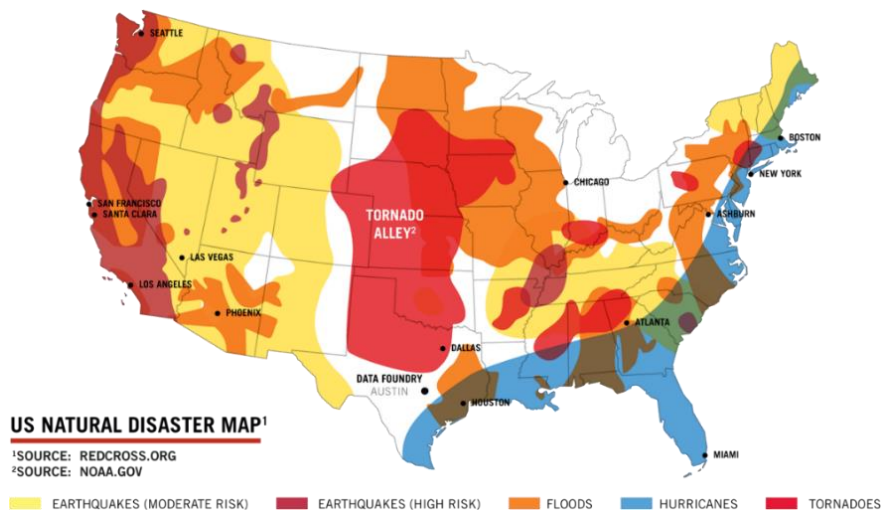 SEATTLE
BOSTON
CHICAGO
NEW YORK
SAN FRANCISCO
SANTA CLARA
TORNADO
ALLEY²
ASHBURN
LAS VEGAS
LOS ANGELES
PHOENIX
ATLANTA
DALLAS
DATA FOUNDRY
AUSTIN
HOUSTON
MIAMI
US NATURAL DISASTER MAP¹
¹SOURCE: REDCROSS.ORG
²SOURCE: NOAA.GOV
EARTHQUAKES (MODERATE RISK)
EARTHQUAKES (HIGH RISK)
FLOODS
HURRICANES
TORNADOES